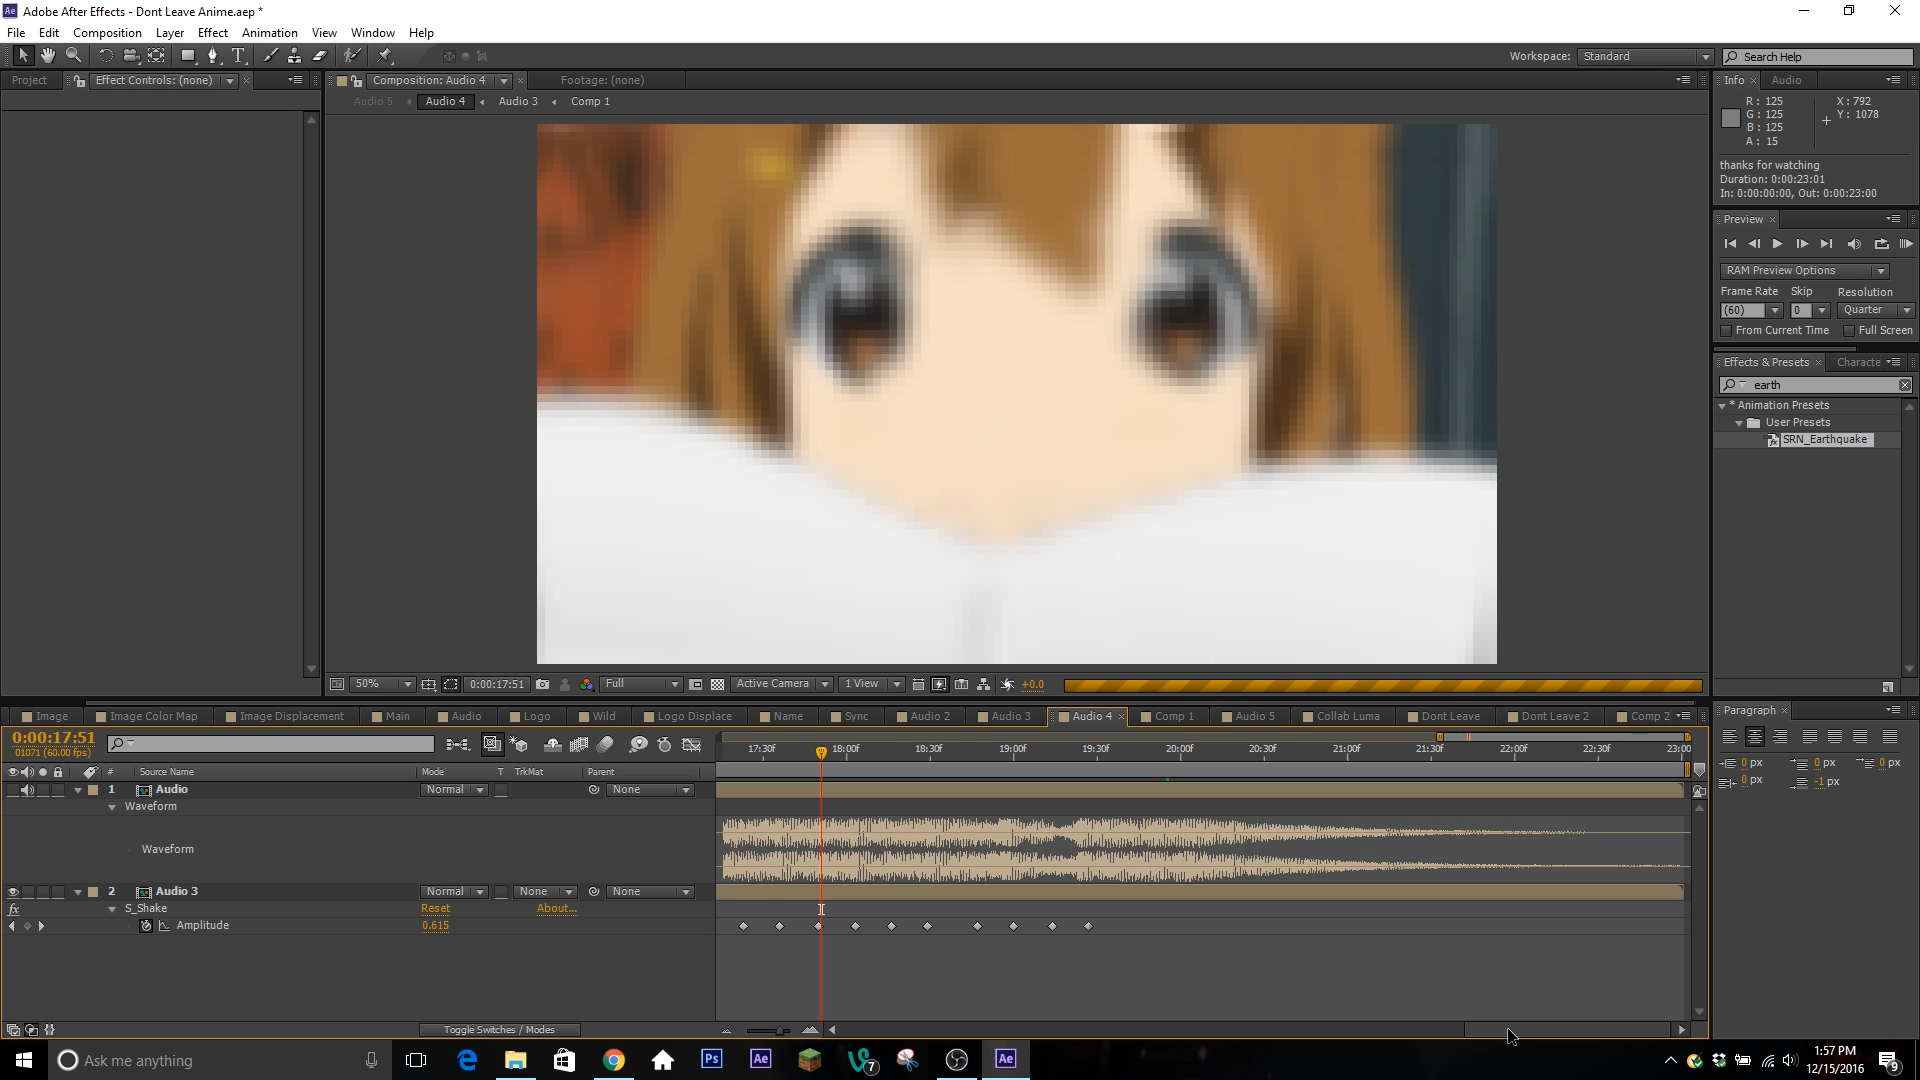 Adobe After Effects - Dont Leave Anime.aep *
File Edit Composition Layer Effect Animation View Window Help
Workspace: Standard Search Help
Project Effect Controls: (none) Composition: Audio 4 Footage: (none) Info Audio
Audio 5 Audio 4 Audio 3 Comp 1
R: 125 X: 792
G: 125 Y: 1078
B: 125
A: 15
thanks for watching
Duration: 0:00:23:01
In: 0:00:00:00, Out: 0:00:23:00
Preview
RAM Preview Options
Frame Rate Skip Resolution
(60) 0 Quarter
From Current Time Full Screen
Effects & Presets Characte
earth
* Animation Presets
User Presets
SRN_Earthquake
50% 0:00:17:51 Full Active Camera 1 View +0.0
Image Image Color Map Image Displacement Main Audio Logo Wild Logo Displace Name Sync Audio 2 Audio 3 Audio 4 Comp 1 Audio 5 Collab Luma Dont Leave Dont Leave 2 Comp 2
Paragraph
0:00:17:51
01071 (60.00 fps)
17:30f 18:00f 18:30f 19:00f 19:30f 20:00f 20:30f 21:00f 21:30f 22:00f 22:30f 23:00
# Source Name Mode T TrkMat Parent
0 px 0 px 0 px
0 px -1 px
1 Audio Normal None
Waveform
Waveform
2 Audio 3 Normal None None
fx S_Shake Reset About...
Amplitude 0.615
Toggle Switches / Modes
Ask me anything
Ps Ae 7 Ae
1:57 PM
12/15/2016
9